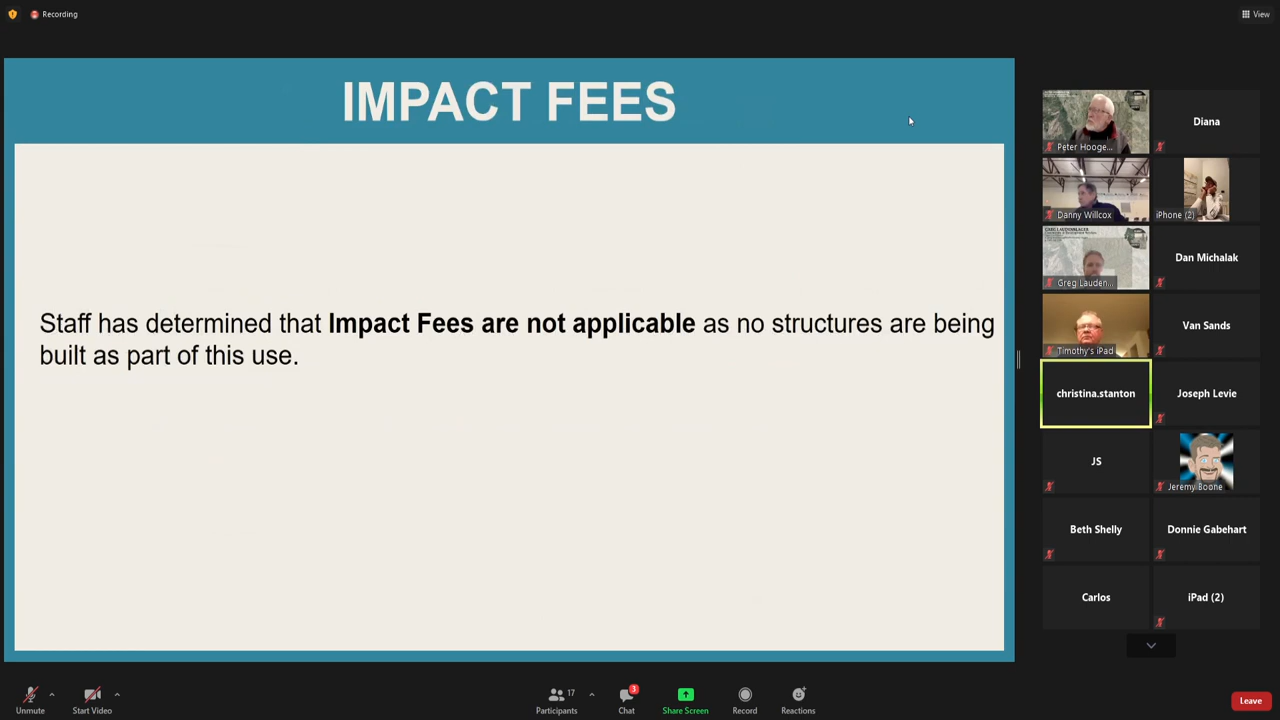 Recording
View
IMPACT FEES
Staff has determined that Impact Fees are not applicable as no structures are being
built as part of this use.
Peter Hooge...
Diana
Danny Willcox
iPhone (2)
Greg Lauden...
Dan Michalak
Timothy's iPad
Van Sands
christina.stanton
Joseph Levie
JS
Jeremy Boone
Beth Shelly
Donnie Gabehart
Carlos
iPad (2)
Unmute
Start Video
Participants
17
Chat
3
Share Screen
Record
Reactions
Leave